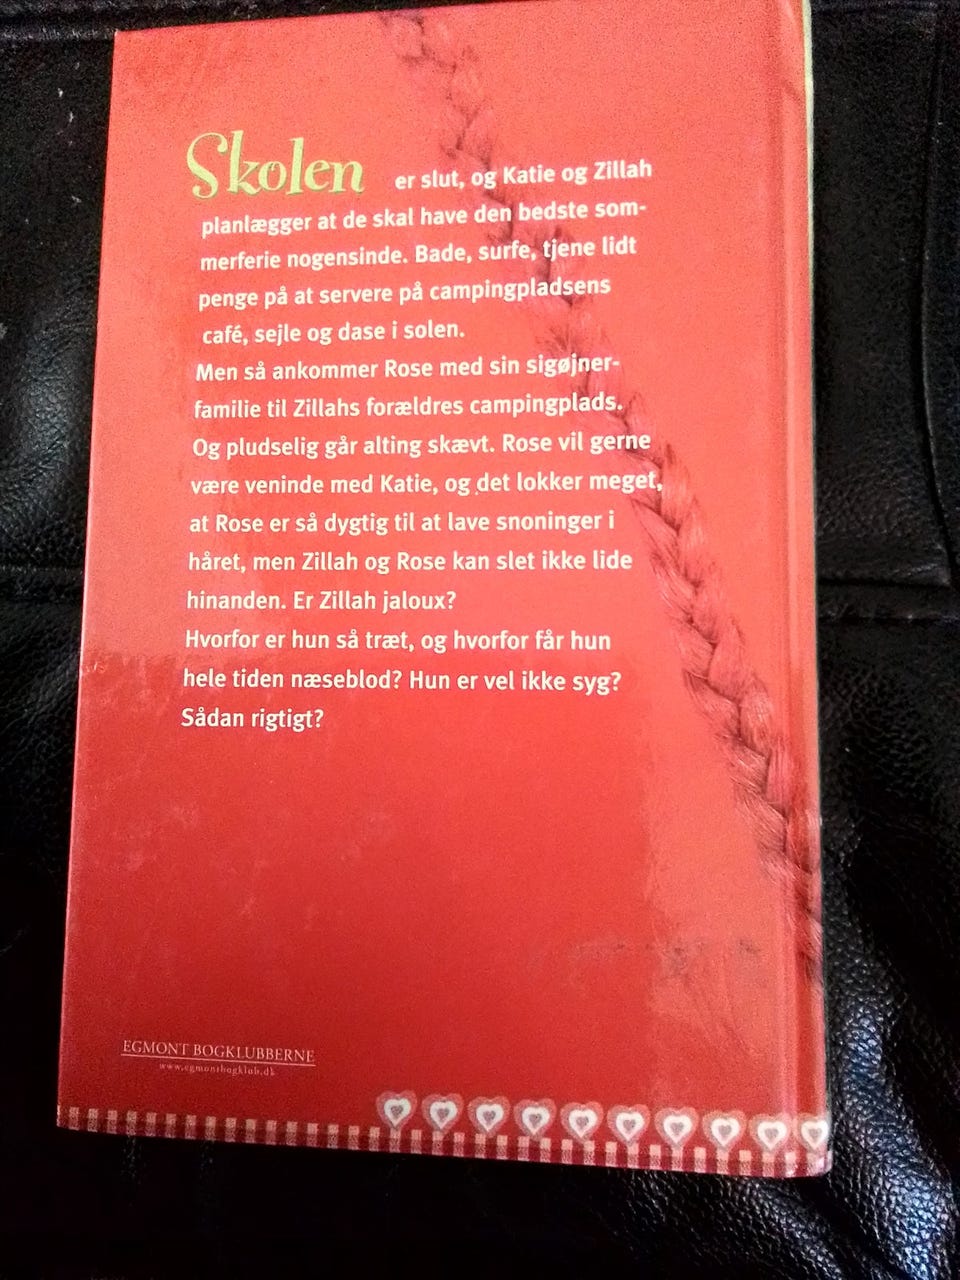 Skolen er slut, og Katie og Zillah
planlægger at de skal have den bedste som-
merferie nogensinde. Bade, surfe, tjene lidt
penge på at servere på campingpladsens
café, sejle og dase i solen.
Men så ankommer Rose med sin sigøjner-
familie til Zillahs forældres campingplads.
Og pludselig går alting skævt. Rose vil gerne
være veninde med Katie, og det lokker meget,
at Rose er så dygtig til at lave snoninger i
håret, men Zillah og Rose kan slet ikke lide
hinanden. Er Zillah jaloux?
Hvorfor er hun så træt, og hvorfor får hun
hele tiden næseblod? Hun er vel ikke syg?
Sådan rigtigt?
EGMONT BOGKLUBBERNE
www.egmontbogklub.dk